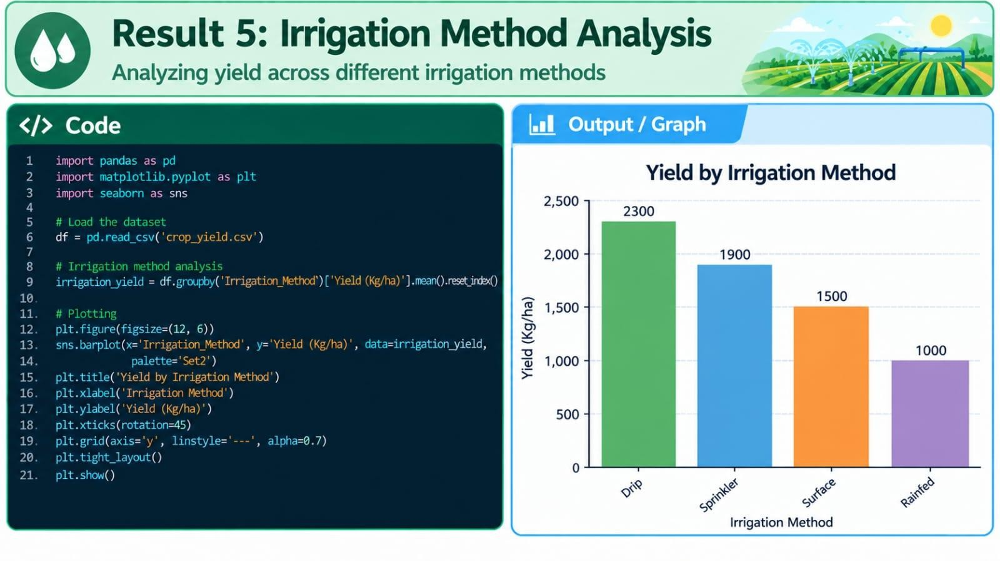 Result 5: Irrigation Method Analysis
Analyzing yield across different irrigation methods
</> Code
1 import pandas as pd
2 import matplotlib.pyplot as plt
3 import seaborn as sns
4
5 # Load the dataset
6 df = pd.read_csv('crop_yield.csv')
7
8 # Irrigation method analysis
9 irrigation_yield = df.groupby('Irrigation_Method')['Yield (Kg/ha)'].mean().reset_index()
10.
11. # Plotting
12. plt.figure(figsize=(12, 6))
13. sns.barplot(x='Irrigation_Method', y='Yield (Kg/ha)', data=irrigation_yield,
14. palette='Set2')
15. plt.title('Yield by Irrigation Method')
16. plt.xlabel('Irrigation Method')
17. plt.ylabel('Yield (Kg/ha)')
18. plt.xticks(rotation=45)
19. plt.grid(axis='y', linstyle='---', alpha=0.7)
20. plt.tight_layout()
21. plt.show()
Output / Graph
Yield by Irrigation Method
Yield (Kg/ha)
2,500
2,000
1,500
1,000
500
0
2300
1900
1500
1000
Drip
Sprinkler
Surface
Rainfed
Irrigation Method